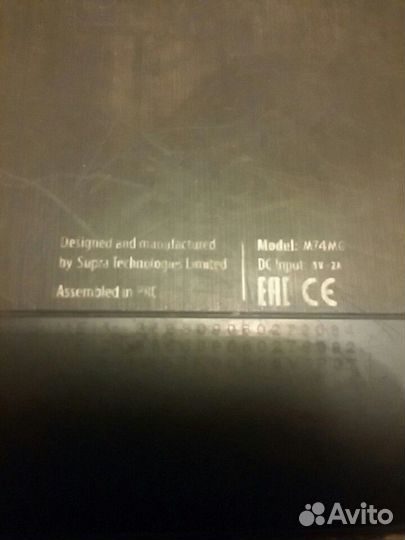 Designed and manufactured
by Supra Technologies Limited
Assembled in PRC
Model: M74MG
DC Input: 5V - 2A
EAC CE
Avito